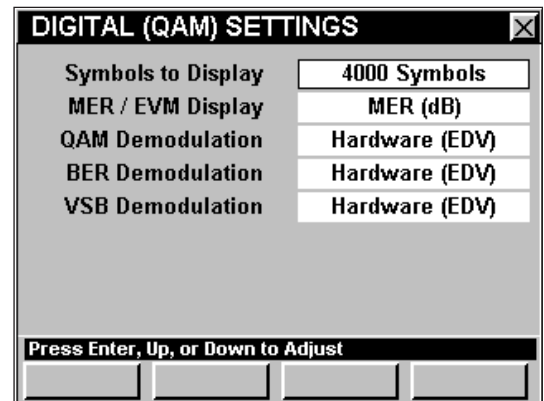 DIGITAL (QAM) SETTINGS
Symbols to Display 4000 Symbols
MER / EVM Display MER (dB)
QAM Demodulation Hardware (EDV)
BER Demodulation Hardware (EDV)
VSB Demodulation Hardware (EDV)
Press Enter, Up, or Down to Adjust